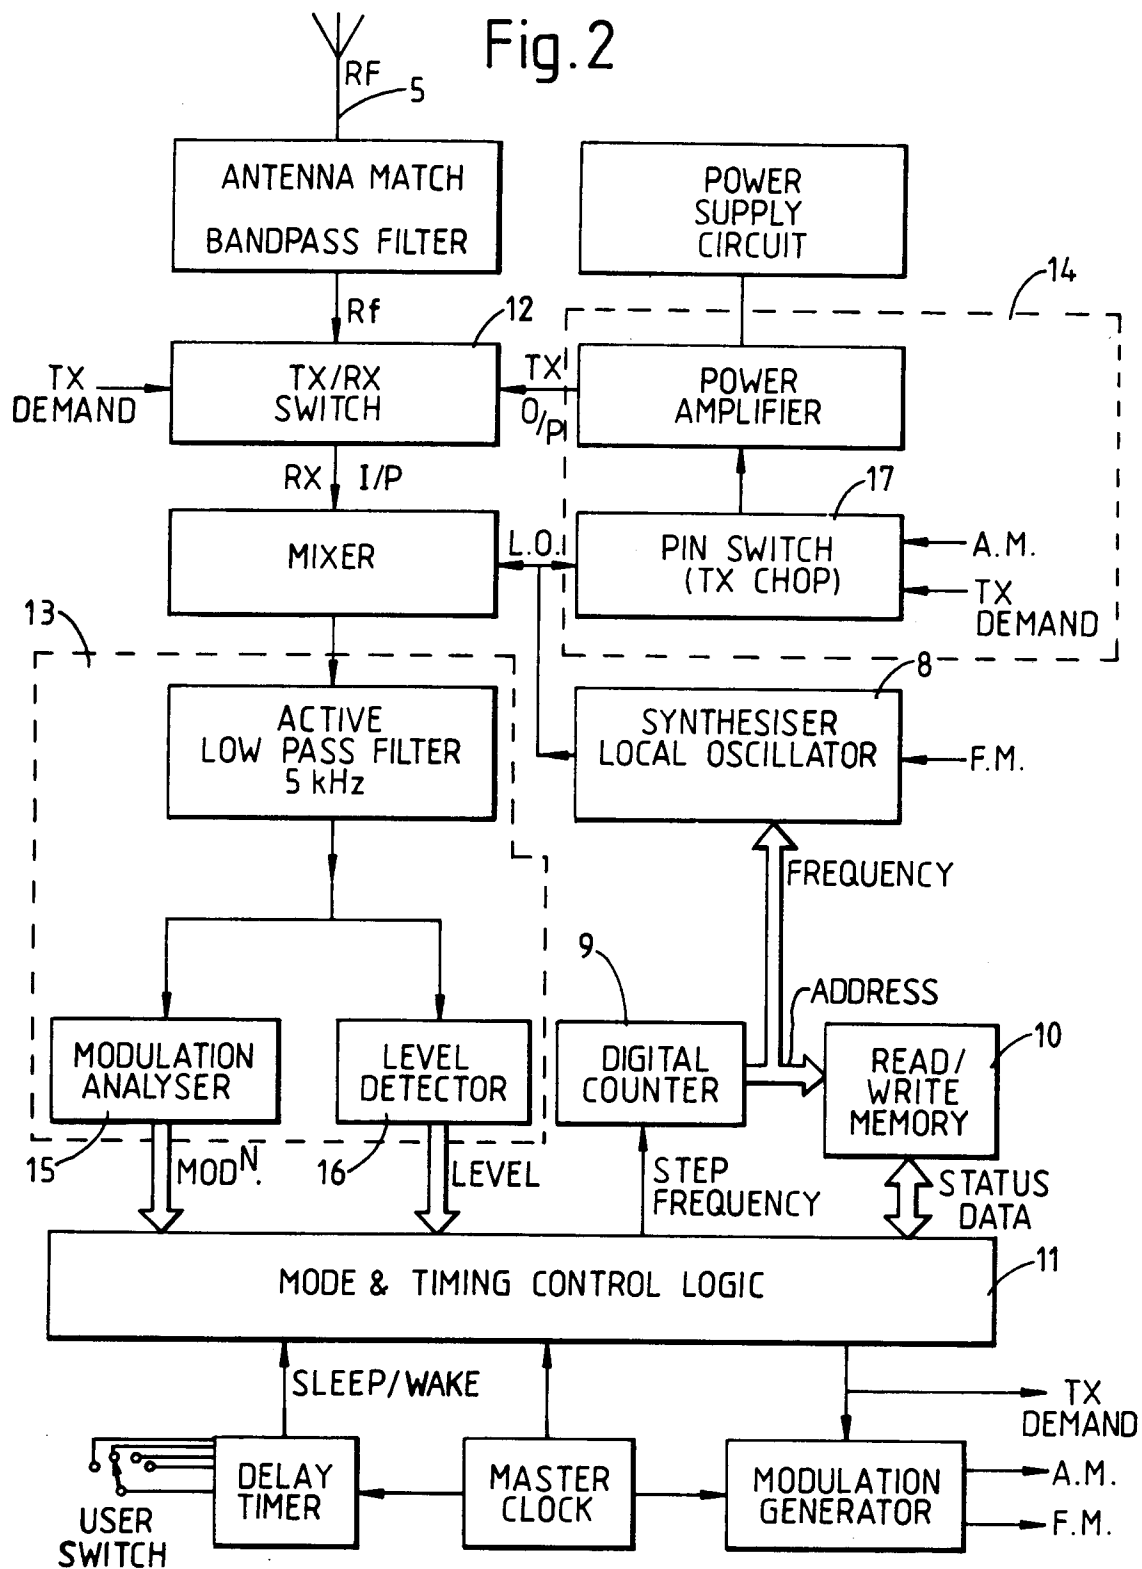 Fig.2
RF
5
ANTENNA MATCH
BANDPASS FILTER
POWER
SUPPLY
CIRCUIT
Rf
12
14
TX
DEMAND
TX/RX
SWITCH
TX
O/P
POWER
AMPLIFIER
RX I/P
17
MIXER
L.O.
PIN SWITCH
(TX CHOP)
A.M.
TX
DEMAND
13
8
ACTIVE
LOW PASS FILTER
5 kHz
SYNTHESISER
LOCAL OSCILLATOR
F.M.
FREQUENCY
9
ADDRESS
10
MODULATION
ANALYSER
LEVEL
DETECTOR
DIGITAL
COUNTER
READ/
WRITE
MEMORY
15
MODN.
16
LEVEL
STEP
FREQUENCY
STATUS
DATA
MODE & TIMING CONTROL LOGIC
11
SLEEP/WAKE
TX
DEMAND
USER
SWITCH
DELAY
TIMER
MASTER
CLOCK
MODULATION
GENERATOR
A.M.
F.M.